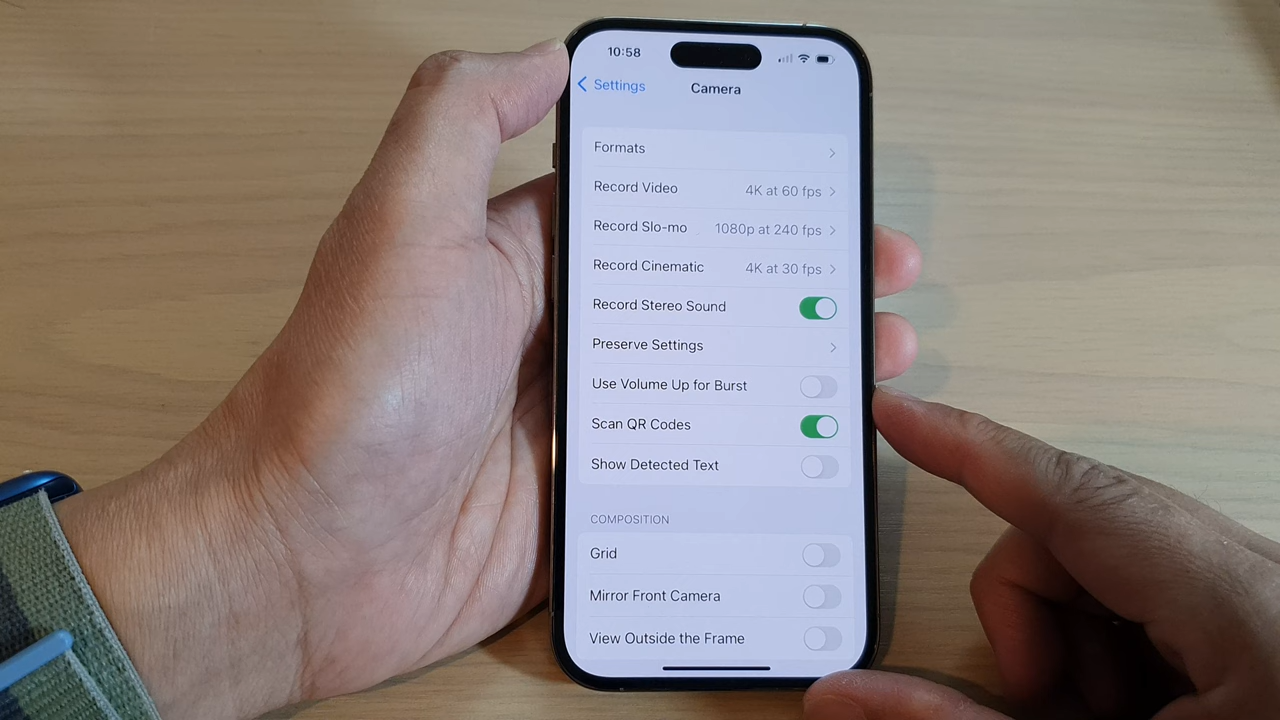 10:58
Settings
Camera
Formats
Record Video 4K at 60 fps
Record Slo-mo 1080p at 240 fps
Record Cinematic 4K at 30 fps
Record Stereo Sound
Preserve Settings
Use Volume Up for Burst
Scan QR Codes
Show Detected Text
COMPOSITION
Grid
Mirror Front Camera
View Outside the Frame